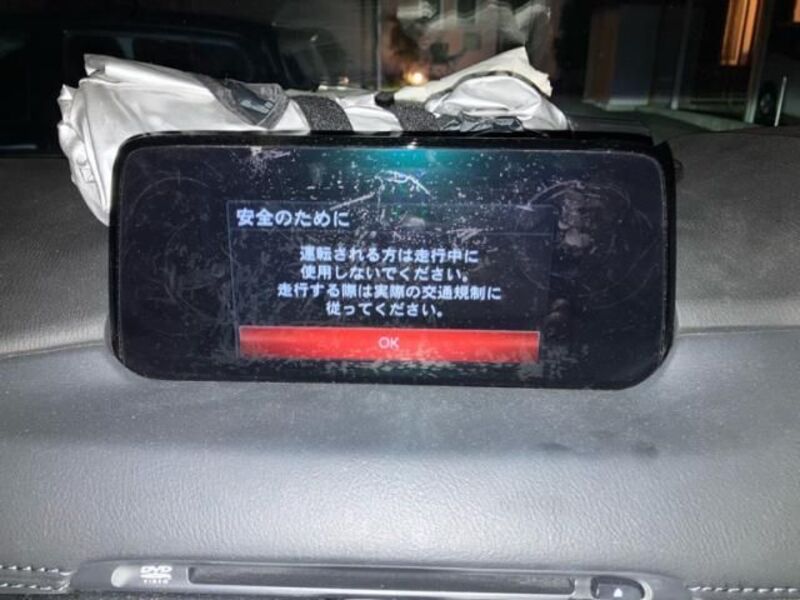 安全のために
運転される方は走行中に
使用しないでください。
走行する際は実際の交通規制に
従ってください。
OK
DVD
VIDEO